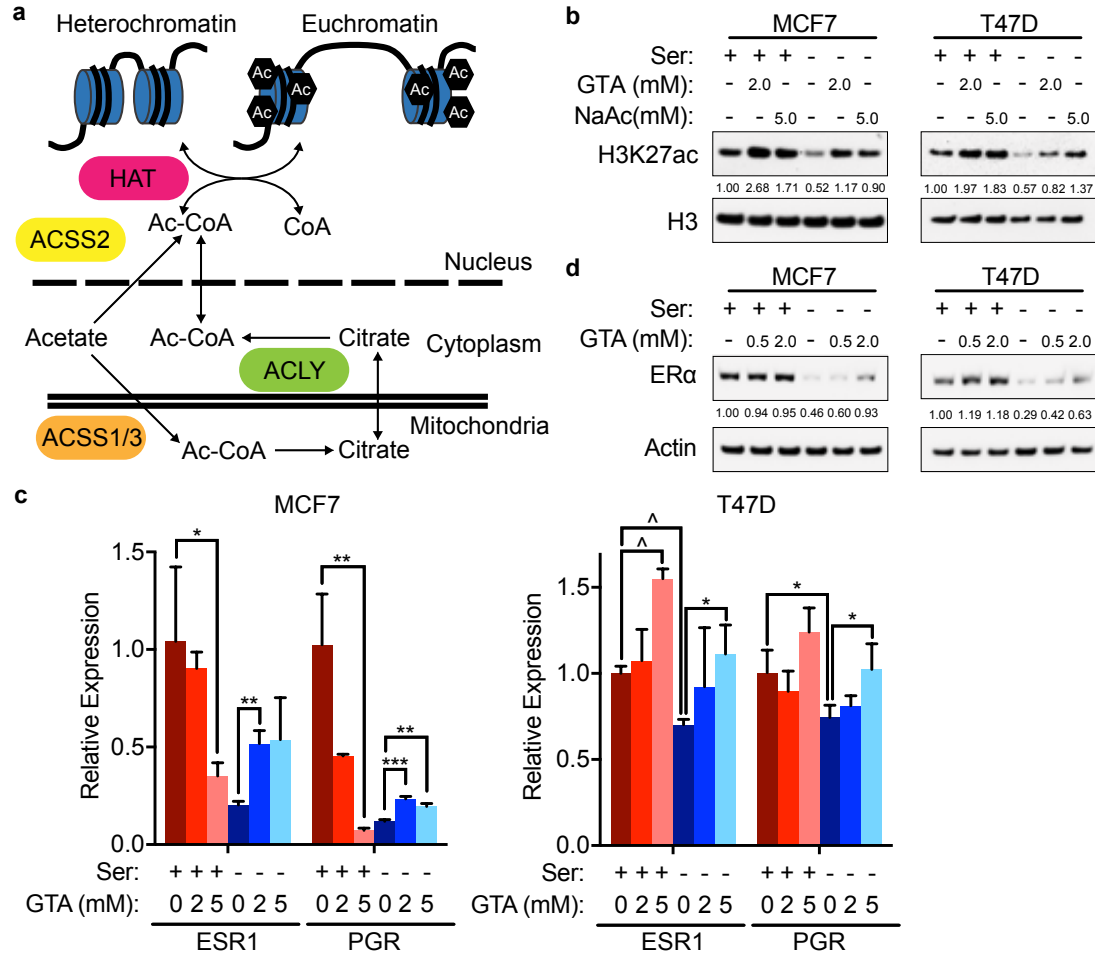 a
Heterochromatin Euchromatin
Ac Ac Ac Ac Ac Ac
HAT
Ac-CoA CoA
ACSS2
Nucleus
Acetate Ac-CoA Citrate Cytoplasm
ACLY
Mitochondria
ACSS1/3
Ac-CoA Citrate
b
MCF7 T47D
Ser: + + + - - - + + + - - -
GTA (mM): - 2.0 - - 2.0 - - 2.0 - - 2.0 -
NaAc(mM): - - 5.0 - - 5.0 - - 5.0 - - 5.0
H3K27ac
1.00 2.68 1.71 0.52 1.17 0.90 1.00 1.97 1.83 0.57 0.82 1.37
H3
d
MCF7 T47D
Ser: + + + - - - + + + - - -
GTA (mM): - 0.5 2.0 - 0.5 2.0 - 0.5 2.0 - 0.5 2.0
ERα
1.00 0.94 0.95 0.46 0.60 0.93 1.00 1.19 1.18 0.29 0.42 0.63
Actin
c
MCF7
Relative Expression
1.5
1.0
0.5
0.0
* ** ** *** **
Ser: + + + - - - + + + - - -
GTA (mM): 0 2 5 0 2 5 0 2 5 0 2 5
ESR1 PGR
T47D
Relative Expression
1.5
1.0
0.5
0.0
^ ^ * * *
Ser: + + + - - - + + + - - -
GTA (mM): 0 2 5 0 2 5 0 2 5 0 2 5
ESR1 PGR